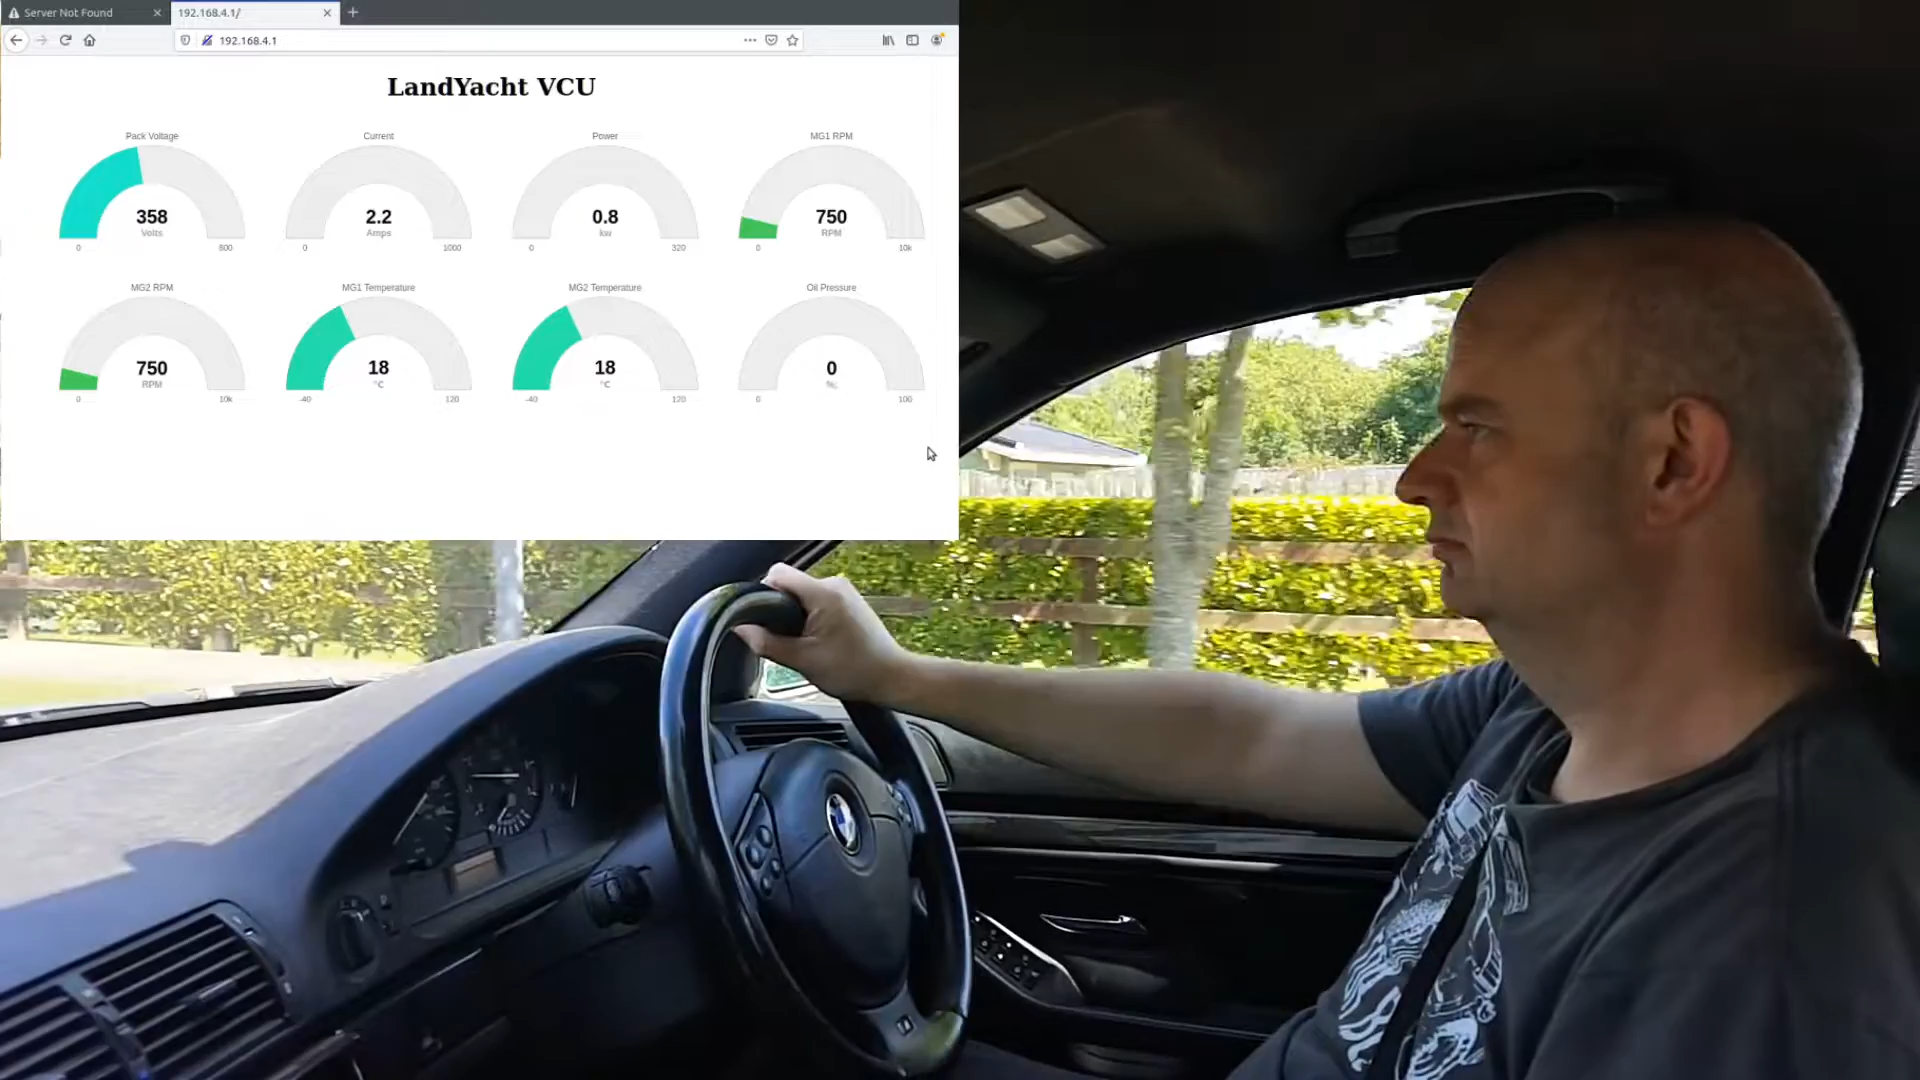 Server Not Found
192.168.4.1/
192.168.4.1
LandYacht VCU
Pack Voltage
Current
Power
MG1 RPM
358
Volts
0
800
2.2
Amps
0
1000
0.8
kw
0
320
750
RPM
0
10k
MG2 RPM
MG1 Temperature
MG2 Temperature
Oil Pressure
750
RPM
0
10k
18
°C
-40
120
18
°C
-40
120
0
%
0
100